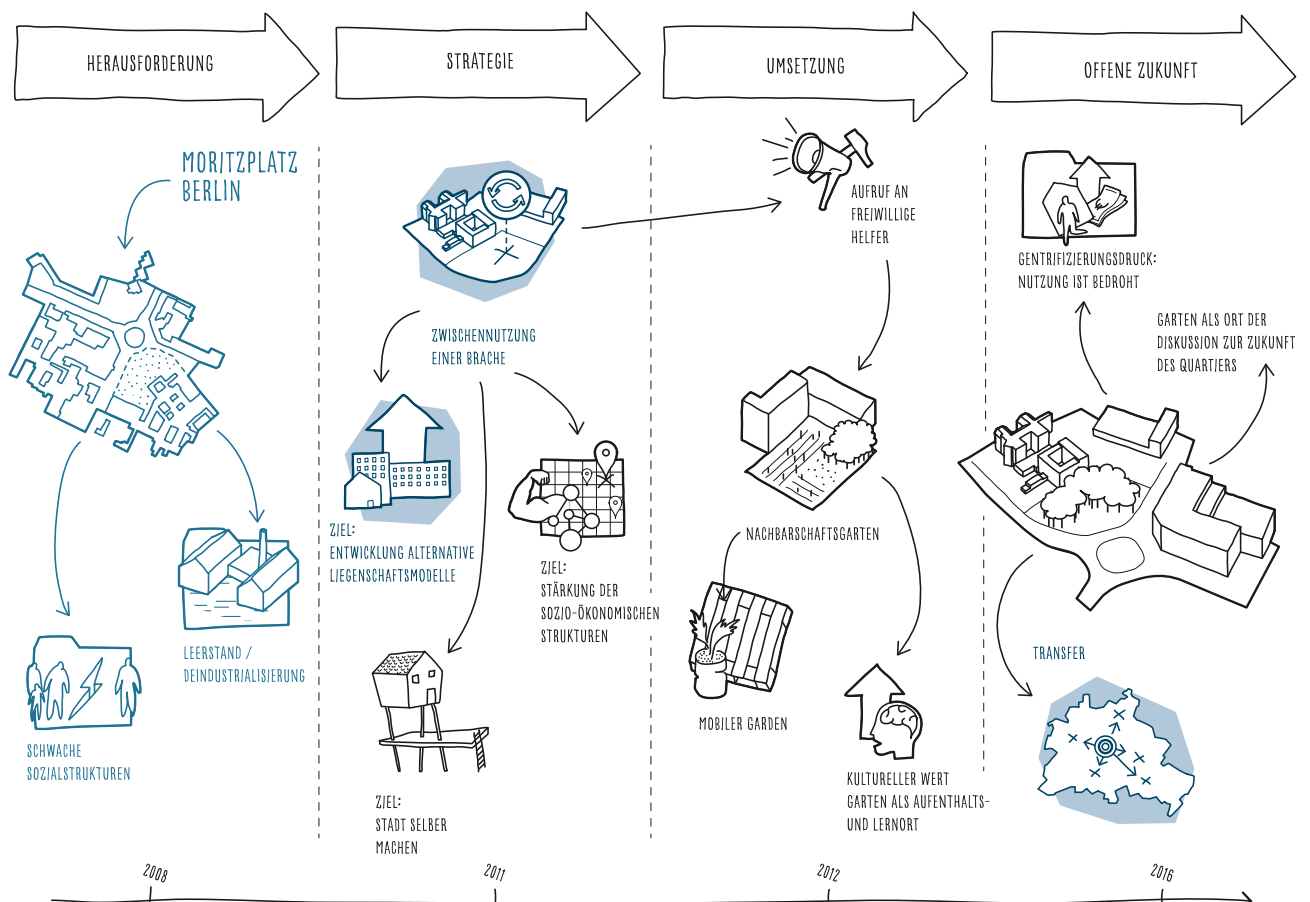 HERAUSFORDERUNG
STRATEGIE
UMSETZUNG
OFFENE ZUKUNFT
MORITZPLATZ
BERLIN
LEERSTAND /
DEINDUSTRIALISIERUNG
SCHWACHE
SOZIALSTRUKTUREN
ZWISCHENNUTZUNG
EINER BRACHE
ZIEL:
ENTWICKLUNG ALTERNATIVE
LIEGENSCHAFTSMODELLE
ZIEL:
STÄRKUNG DER
SOZIO-ÖKONOMISCHEN
STRUKTUREN
ZIEL:
STADT SELBER
MACHEN
AUFRUF AN
FREIWILLIGE
HELFER
NACHBARSCHAFTSGARTEN
MOBILER GARDEN
KULTURELLER WERT
GARTEN ALS AUFENTHALTS-
UND LERNORT
GENTRIFIZIERUNGSDRUCK:
NUTZUNG IST BEDROHT
GARTEN ALS ORT DER
DISKUSSION ZUR ZUKUNFT
DES QUARTIERS
TRANSFER
2008
2011
2012
2016